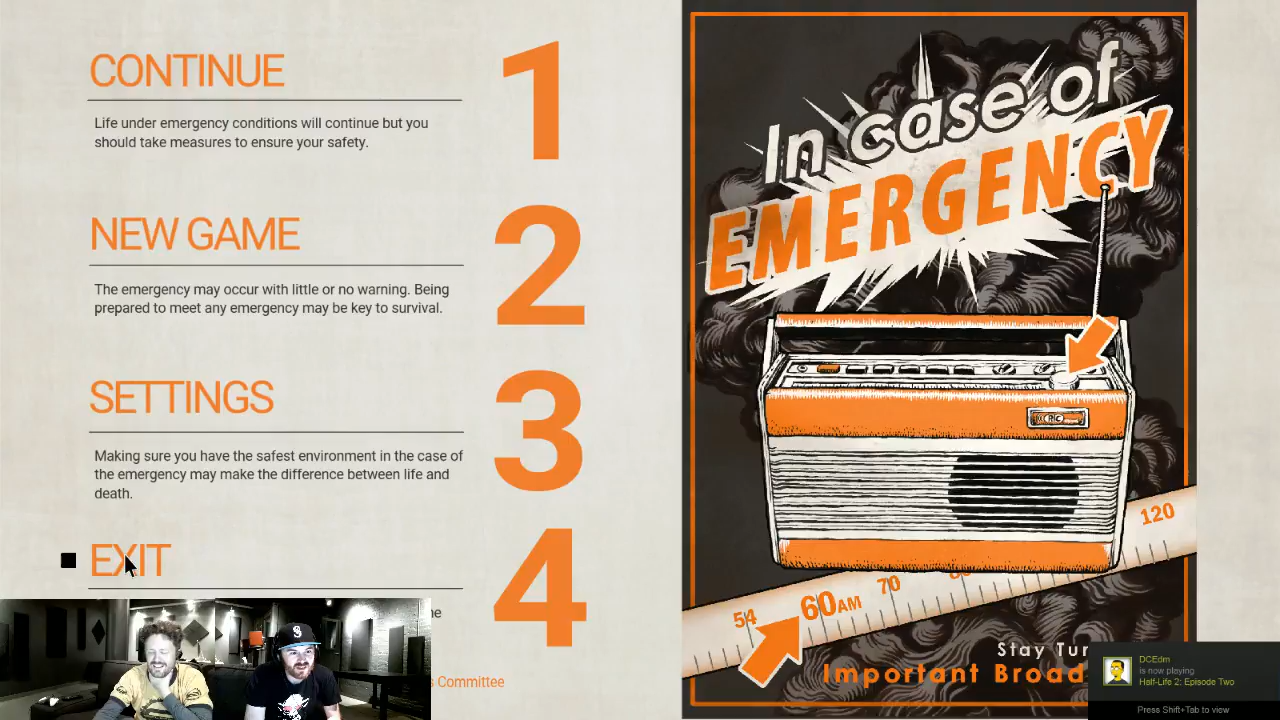 CONTINUE
1
Life under emergency conditions will continue but you
should take measures to ensure your safety.
NEW GAME
2
The emergency may occur with little or no warning. Being
prepared to meet any emergency may be key to survival.
SETTINGS
3
Making sure you have the safest environment in the case of
the emergency may make the difference between life and
death.
EXIT
4
Committee
In case of
EMERGENCY
120
70
60AM
54
Stay Tur
Important Broad
DCEdm
is now playing
Half-Life 2: Episode Two
Press Shift+Tab to view